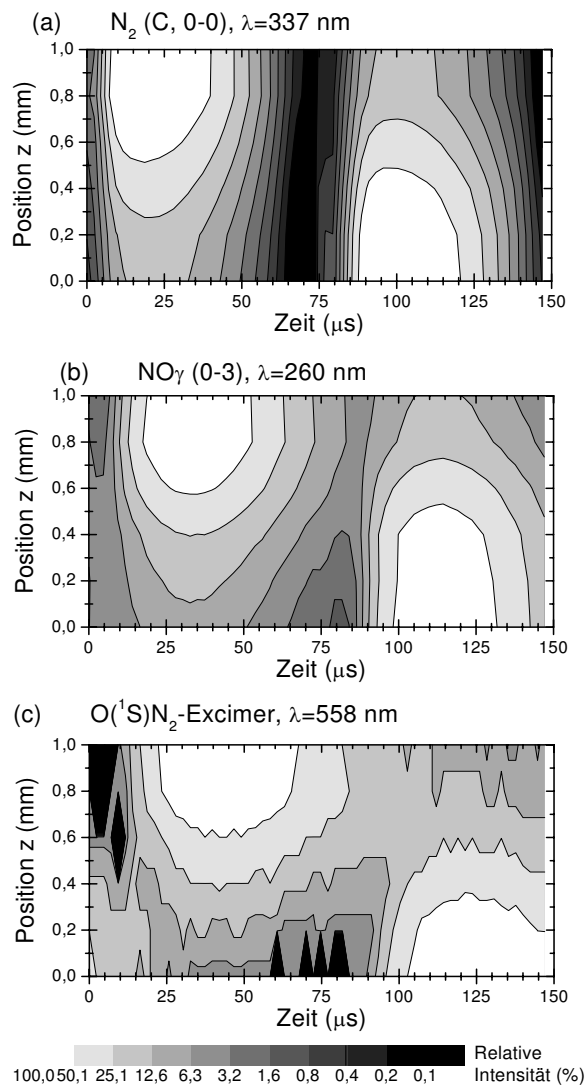 (a) N₂ (C, 0-0), λ=337 nm
1,0
0,8
0,6
0,4
0,2
0,0
Position z (mm)
0 25 50 75 100 125 150
Zeit (μs)
(b) NOγ (0-3), λ=260 nm
1,0
0,8
0,6
0,4
0,2
0,0
Position z (mm)
0 25 50 75 100 125 150
Zeit (μs)
(c) O(¹S)N₂-Excimer, λ=558 nm
1,0
0,8
0,6
0,4
0,2
0,0
Position z (mm)
0 25 50 75 100 125 150
Zeit (μs)
Relative
100,0 50,1 25,1 12,6 6,3 3,2 1,6 0,8 0,4 0,2 0,1 Intensität (%)